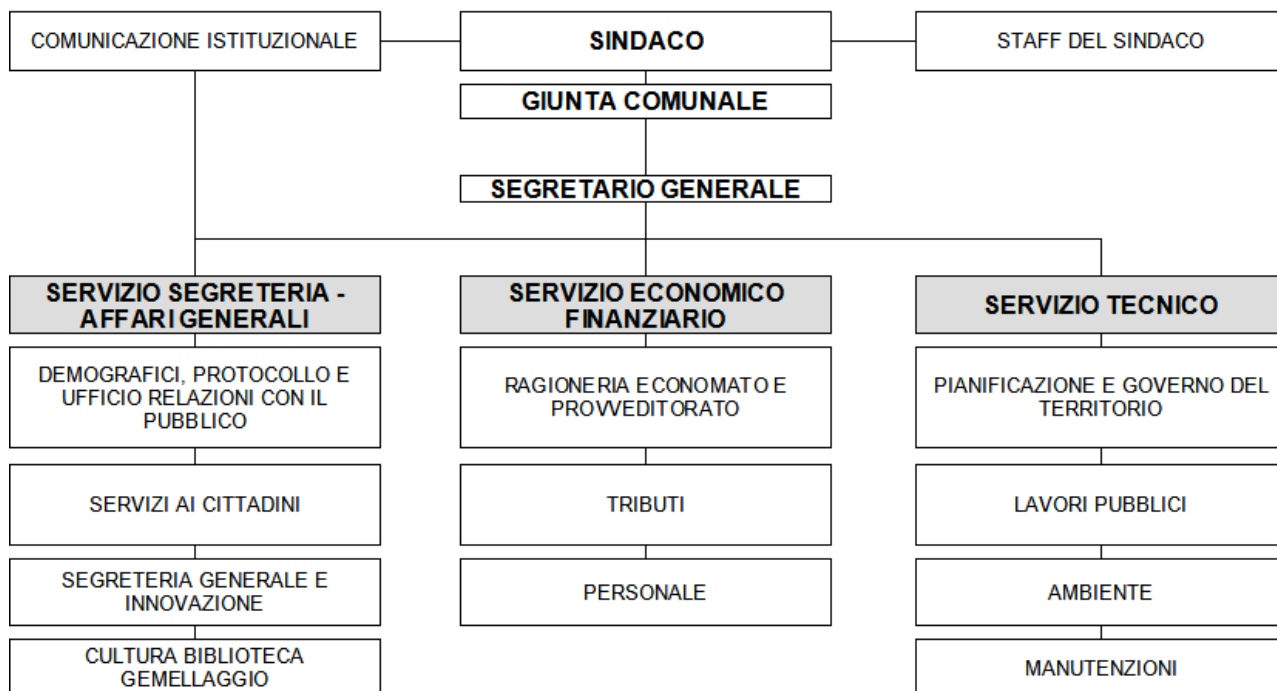 COMUNICAZIONE ISTITUZIONALE
SINDACO
STAFF DEL SINDACO
GIUNTA COMUNALE
SEGRETARIO GENERALE
SERVIZIO SEGRETERIA -
AFFARI GENERALI
SERVIZIO ECONOMICO
FINANZIARIO
SERVIZIO TECNICO
DEMOGRAFICI, PROTOCOLLO E
UFFICIO RELAZIONI CON IL
PUBBLICO
RAGIONERIA ECONOMATO E
PROVVEDITORATO
PIANIFICAZIONE E GOVERNO DEL
TERRITORIO
SERVIZI AI CITTADINI
TRIBUTI
LAVORI PUBBLICI
SEGRETERIA GENERALE E
INNOVAZIONE
PERSONALE
AMBIENTE
CULTURA BIBLIOTECA
GEMELLAGGIO
MANUTENZIONI